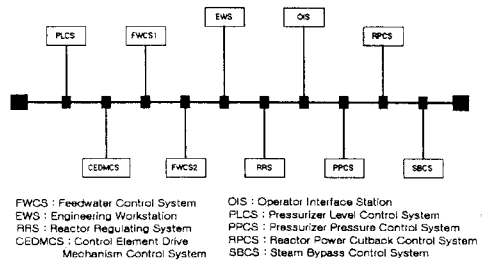 EWS
OIS
PLCS
FWCS1
RPCS
CEDMCS
FWCS2
RRS
PPCS
SBCS
FWCS : Feedwater Control System
EWS : Engineering Workstation
RRS : Reactor Regulating System
CEDMCS : Control Element Drive
Mechanism Control System
OIS : Operator Interface Station
PLCS : Pressurizer Level Control System
PPCS : Pressurizer Pressure Control System
RPCS : Reactor Power Cutback Control System
SBCS : Steam Bypass Control System